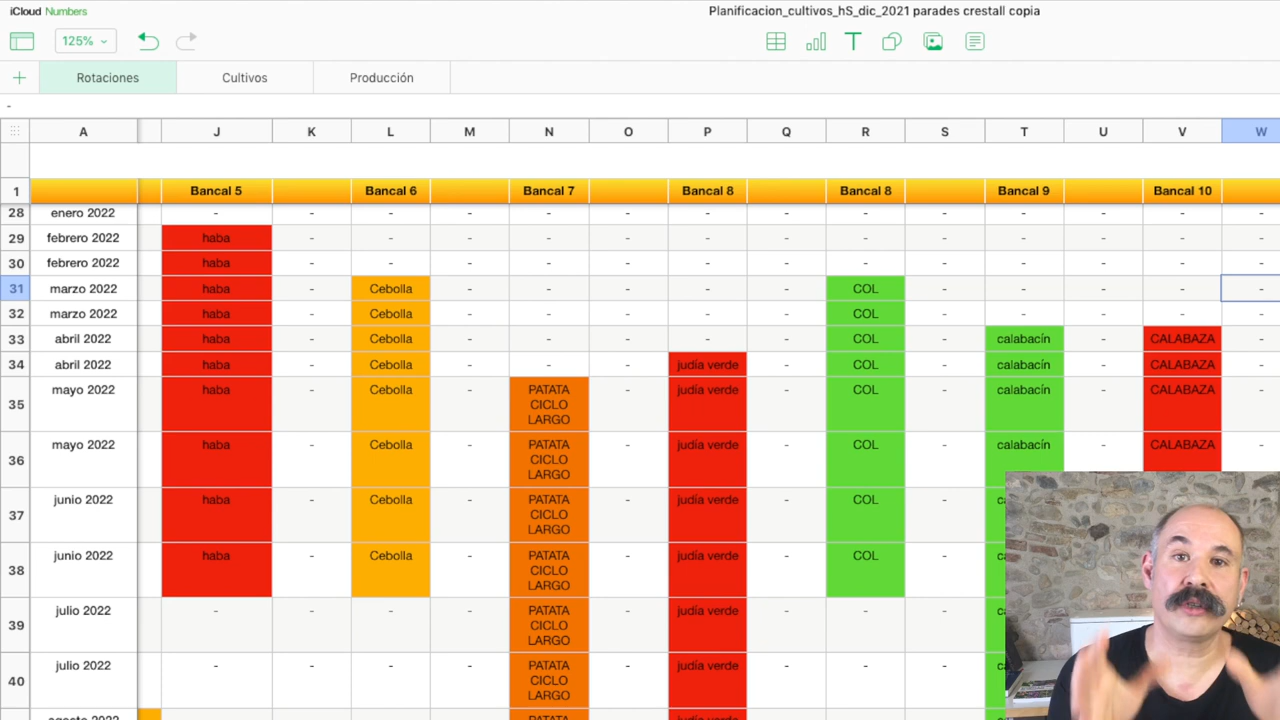 iCloud Numbers
Planificacion_cultivos_hS_dic_2021 parades crestall copia
125%
Rotaciones Cultivos Producción
-
A J K L M N O P Q R S T U V W
1 Bancal 5 Bancal 6 Bancal 7 Bancal 8 Bancal 8 Bancal 9 Bancal 10
28 enero 2022 - - - - - - - - - - - - - -
29 febrero 2022 haba - - - - - - - - - - - - -
30 febrero 2022 haba - - - - - - - - - - - - -
31 marzo 2022 haba - Cebolla - - - - - COL - - - - -
32 marzo 2022 haba - Cebolla - - - - - COL - - - - -
33 abril 2022 haba - Cebolla - - - - - COL - calabacín - CALABAZA -
34 abril 2022 haba - Cebolla - - - judía verde - COL - calabacín - CALABAZA -
35 mayo 2022 haba - Cebolla - PATATA CICLO LARGO - judía verde - COL - calabacín - CALABAZA -
36 mayo 2022 haba - Cebolla - PATATA CICLO LARGO - judía verde - COL - calabacín - CALABAZA -
37 junio 2022 haba - Cebolla - PATATA CICLO LARGO - judía verde - COL -
38 junio 2022 haba - Cebolla - PATATA CICLO LARGO - judía verde - COL -
39 julio 2022 - - - - PATATA CICLO LARGO - judía verde - - -
40 julio 2022 - - - - PATATA CICLO LARGO - judía verde - - -